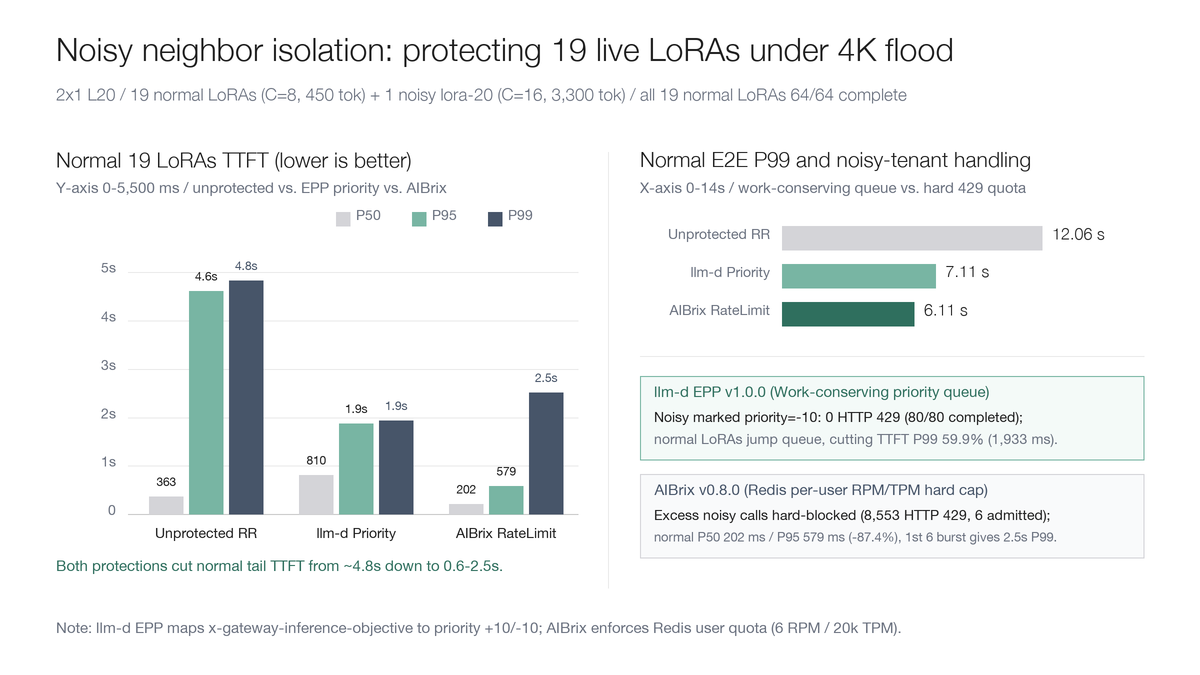 Noisy neighbor isolation: protecting 19 live LoRAs under 4K flood
2x1 L20 / 19 normal LoRAs (C=8, 450 tok) + 1 noisy lora-20 (C=16, 3,300 tok) / all 19 normal LoRAs 64/64 complete
Normal 19 LoRAs TTFT (lower is better)
Y-axis 0-5,500 ms / unprotected vs. EPP priority vs. AIBrix
P50 P95 P99
5s
4s
3s
2s
1s
0
363 4.6s 4.8s
810 1.9s 1.9s
202 579 2.5s
Unprotected RR llm-d Priority AIBrix RateLimit
Both protections cut normal tail TTFT from ~4.8s down to 0.6-2.5s.
Normal E2E P99 and noisy-tenant handling
X-axis 0-14s / work-conserving queue vs. hard 429 quota
Unprotected RR 12.06 s
llm-d Priority 7.11 s
AIBrix RateLimit 6.11 s
llm-d EPP v1.0.0 (Work-conserving priority queue)
Noisy marked priority=-10: 0 HTTP 429 (80/80 completed);
normal LoRAs jump queue, cutting TTFT P99 59.9% (1,933 ms).
AIBrix v0.8.0 (Redis per-user RPM/TPM hard cap)
Excess noisy calls hard-blocked (8,553 HTTP 429, 6 admitted);
normal P50 202 ms / P95 579 ms (-87.4%), 1st 6 burst gives 2.5s P99.
Note: llm-d EPP maps x-gateway-inference-objective to priority +10/-10; AIBrix enforces Redis user quota (6 RPM / 20k TPM).